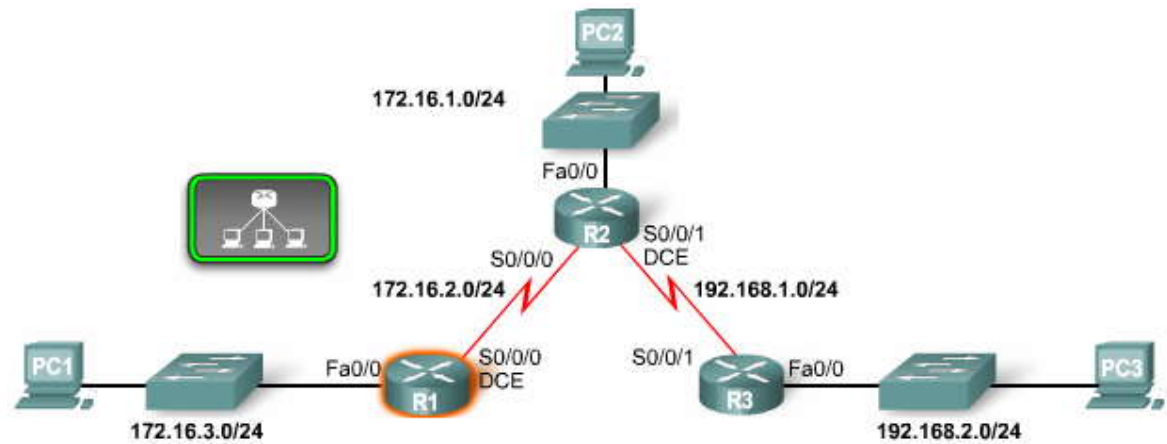 PC2
172.16.1.0/24
Fa0/0
R2
S0/0/1
DCE
S0/0/0
172.16.2.0/24
192.168.1.0/24
PC1
Fa0/0
R1
S0/0/0
DCE
S0/0/1
R3
Fa0/0
PC3
172.16.3.0/24
192.168.2.0/24